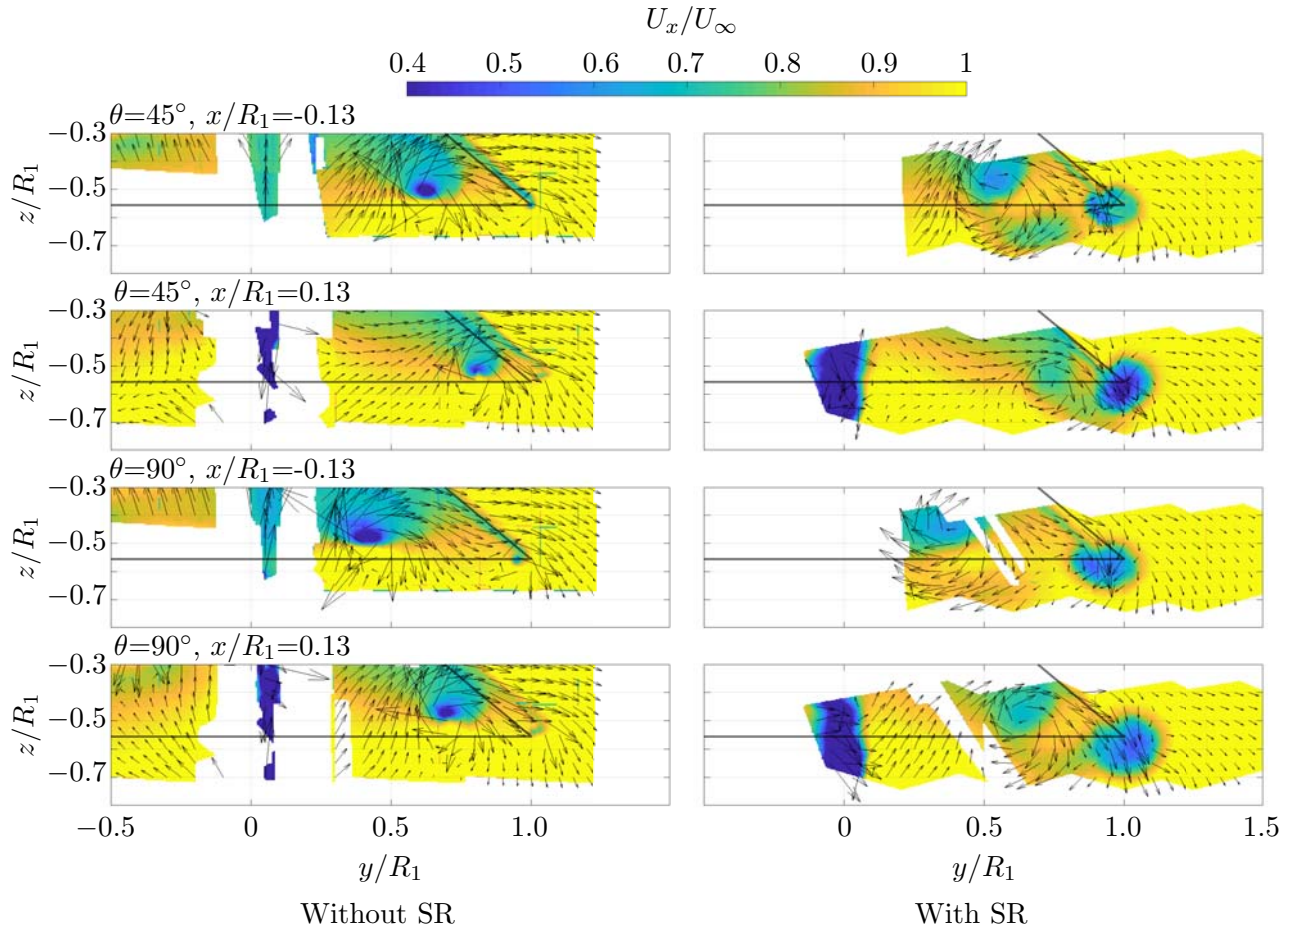 U_x/U_∞
0.4 0.5 0.6 0.7 0.8 0.9 1
θ=45°, x/R_1=-0.13
−0.3
−0.5
−0.7
z/R_1
θ=45°, x/R_1=0.13
−0.3
−0.5
−0.7
z/R_1
θ=90°, x/R_1=-0.13
−0.3
−0.5
−0.7
z/R_1
θ=90°, x/R_1=0.13
−0.3
−0.5
−0.7
z/R_1
−0.5 0 0.5 1.0 0 0.5 1.0 1.5
y/R_1 y/R_1
Without SR With SR